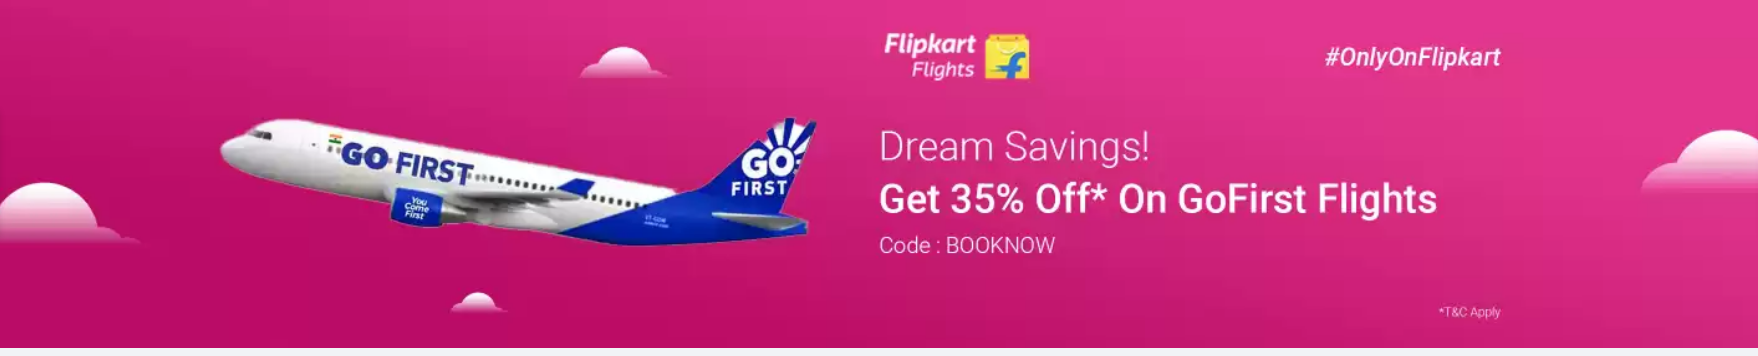 Flipkart
Flights
#OnlyOnFlipkart
GO FIRST
You
Come
First
GO
FIRST
Dream Savings!
Get 35% Off* On GoFirst Flights
Code : BOOKNOW
*T&C Apply